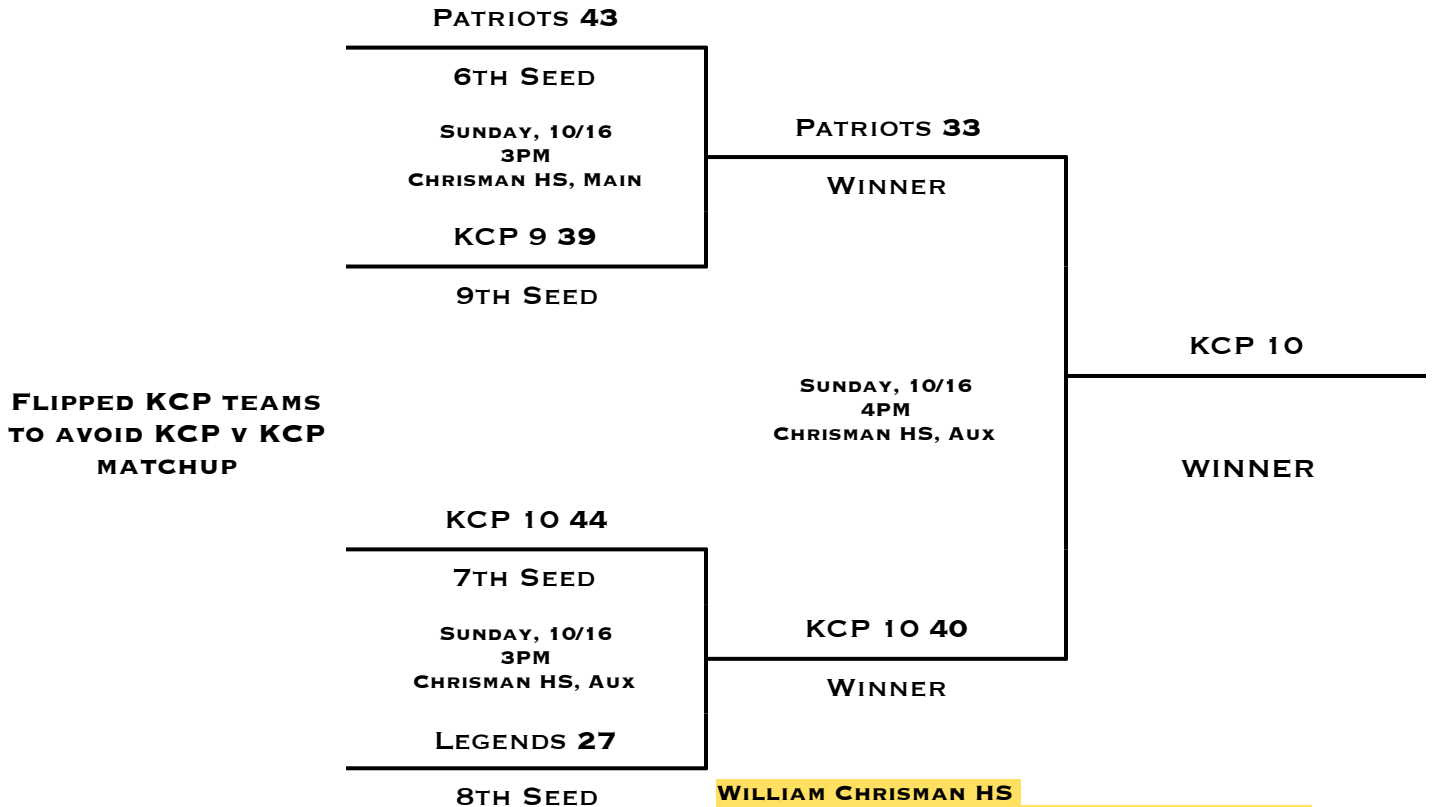 Patriots 43
6th Seed
Sunday, 10/16
3PM
Chrisman HS, Main
KCP 9 39
9th Seed
Patriots 33
Winner
Flipped KCP teams
to avoid KCP v KCP
matchup
Sunday, 10/16
4PM
Chrisman HS, Aux
KCP 10
WINNER
KCP 10 44
7th Seed
Sunday, 10/16
3PM
Chrisman HS, Aux
Legends 27
8th Seed
KCP 10 40
Winner
William Chrisman HS